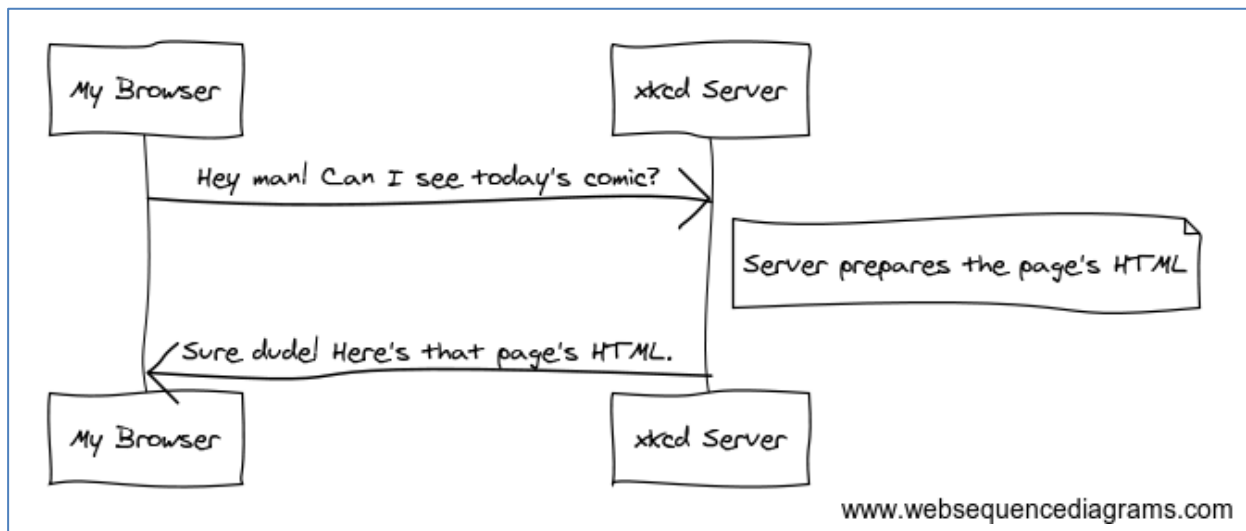 My Browser
xkcd Server
Hey man! Can I see today's comic?
Server prepares the page's HTML
Sure dude! Here's that page's HTML.
My Browser
xkcd Server
www.websequencediagrams.com